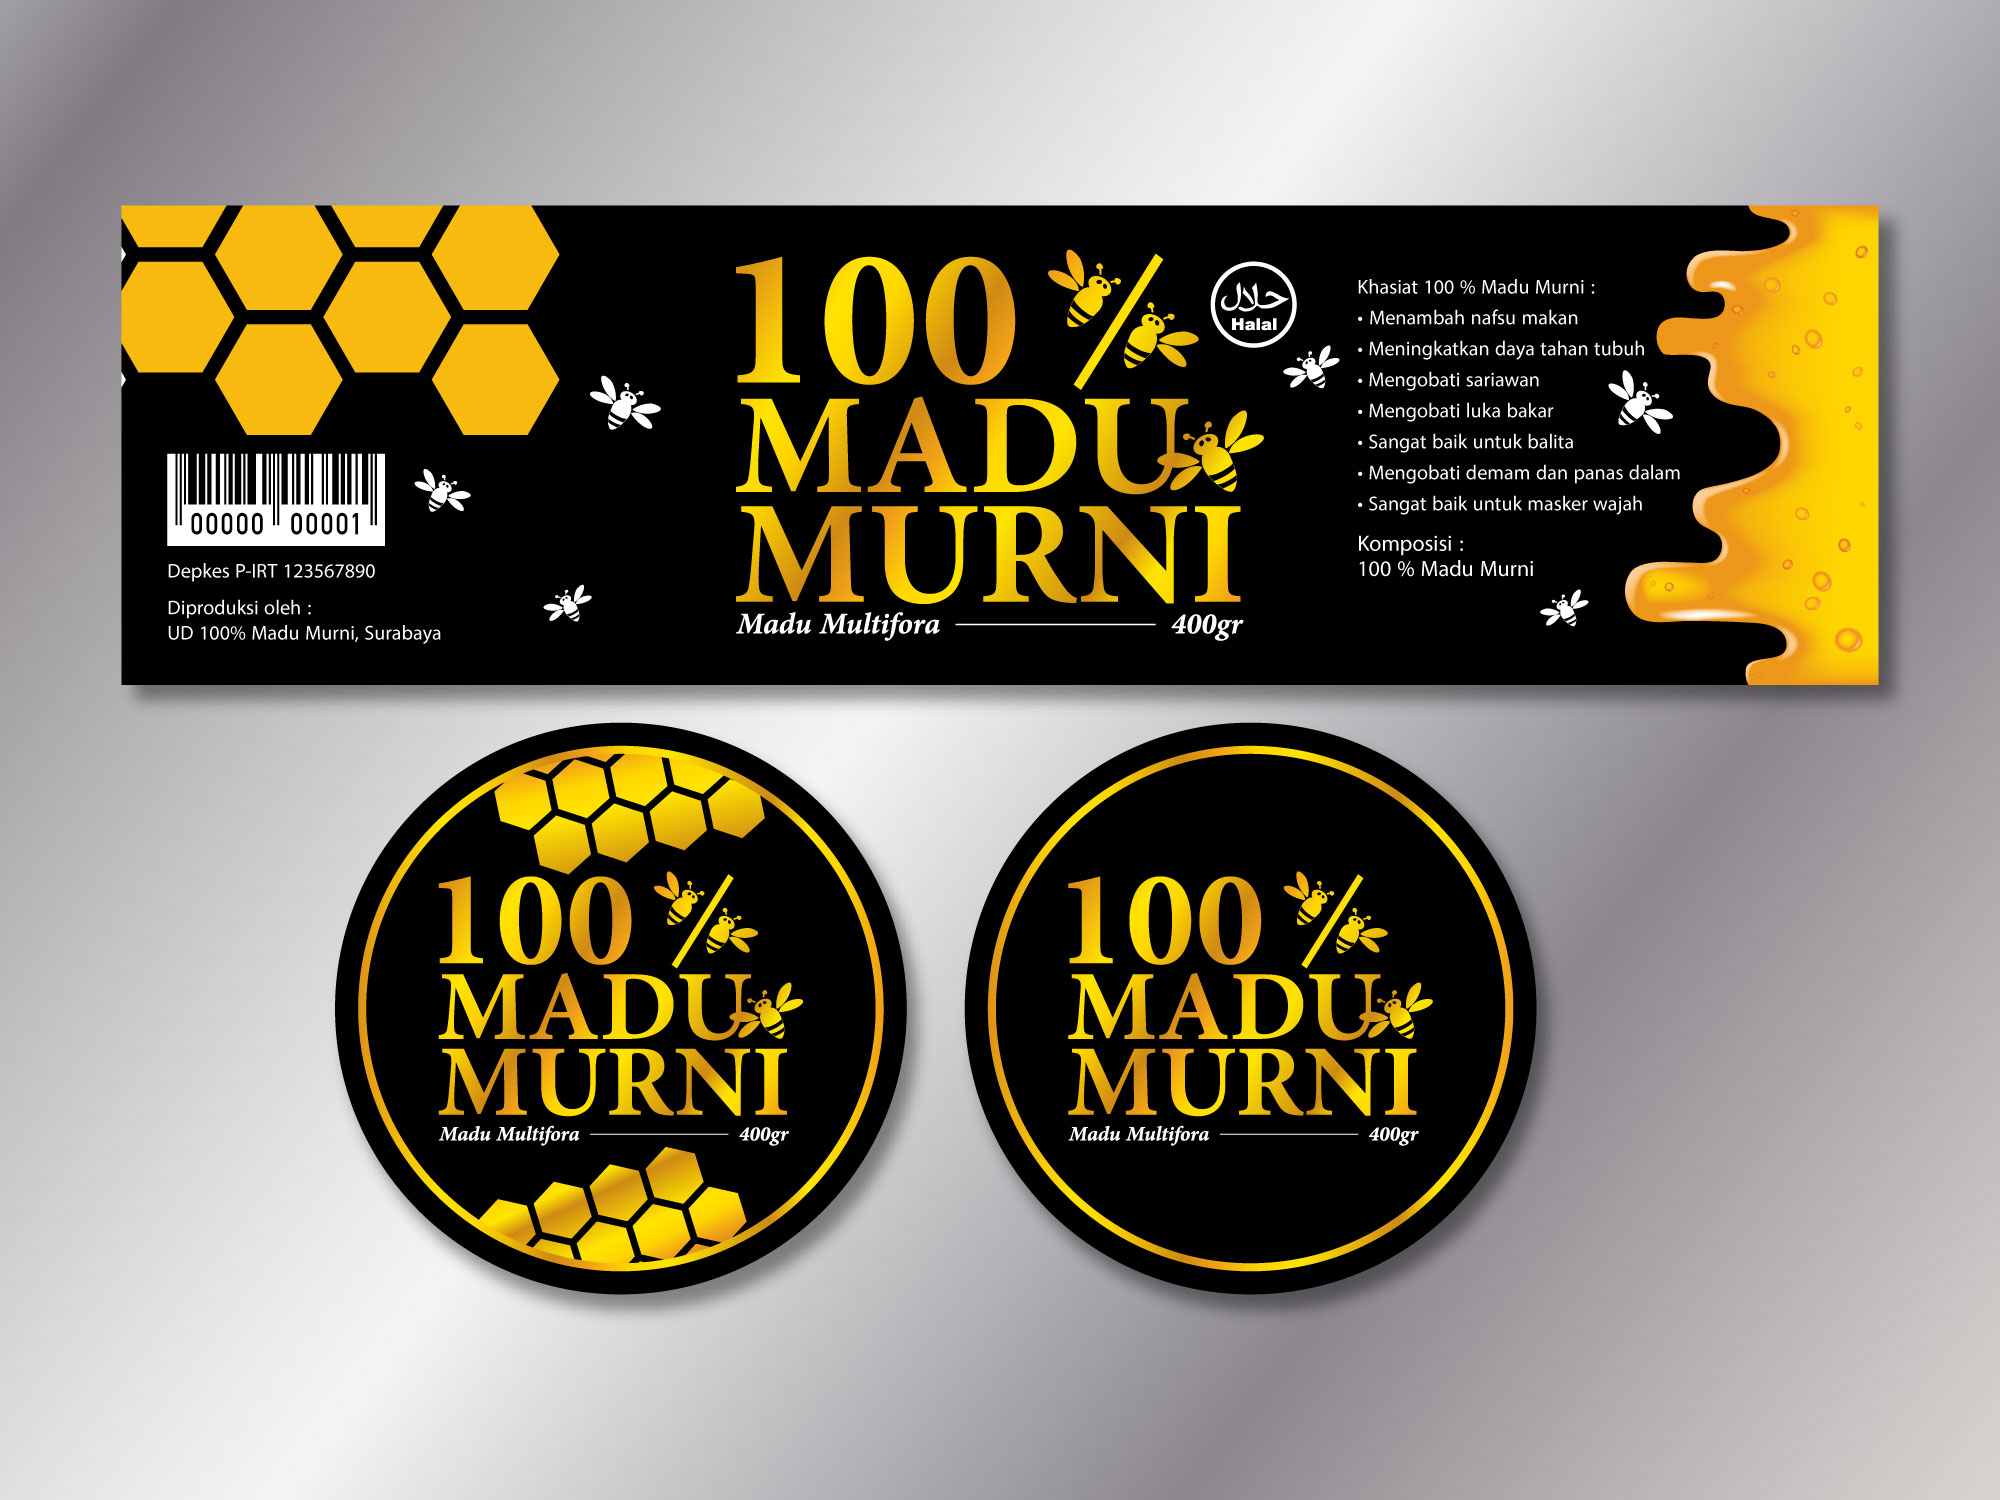 00000 00001
Depkes P-IRT 123567890
Diproduksi oleh :
UD 100% Madu Murni, Surabaya
100 %
MADU
MURNI
Madu Multifora 400gr
حلال
Halal
Khasiat 100 % Madu Murni :
• Menambah nafsu makan
• Meningkatkan daya tahan tubuh
• Mengobati sariawan
• Mengobati luka bakar
• Sangat baik untuk balita
• Mengobati demam dan panas dalam
• Sangat baik untuk masker wajah
Komposisi :
100 % Madu Murni
100 %
MADU
MURNI
Madu Multifora 400gr
100 %
MADU
MURNI
Madu Multifora 400gr